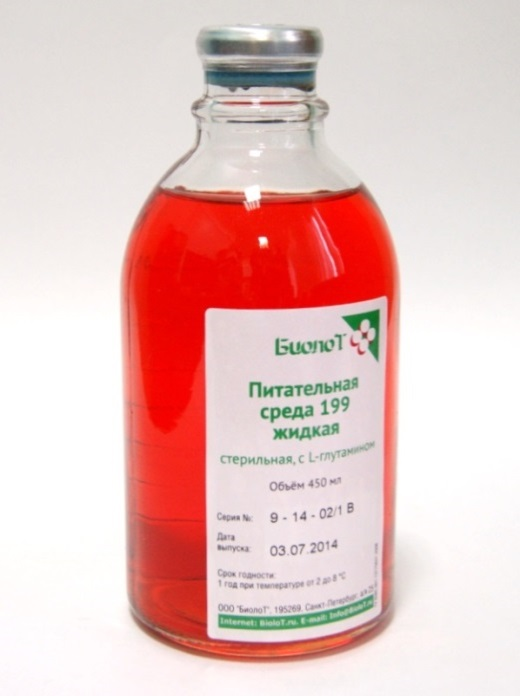 БиолоТ
Питательная
среда 199
жидкая
стерильная, с L-глутамином
Объём 450 мл
Серия №: 9 - 14 - 02/1 В
Дата
выпуска: 03.07.2014
Срок годности:
1 год при температуре от 2 до 8 °С
ООО "БиолоТ", 195269, Санкт-Петербург, а/я
Internet: BioloT.ru. E-mail: Info@BioloT.ru